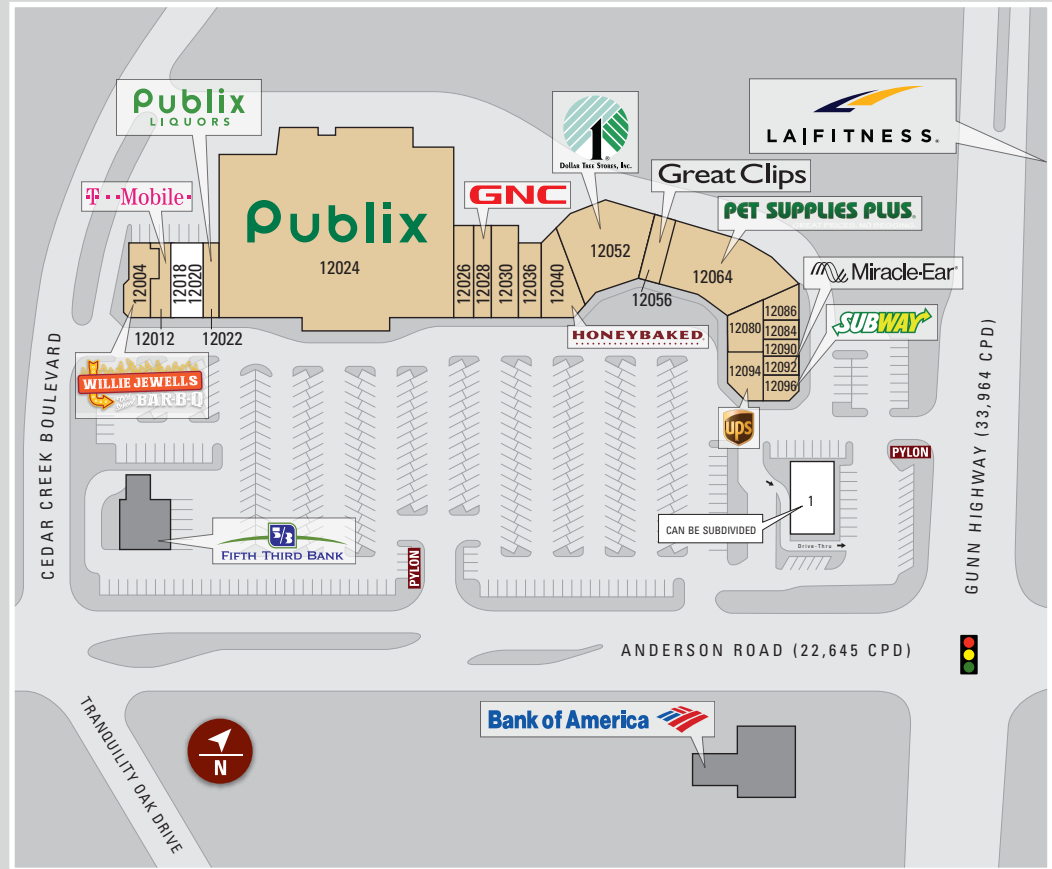 Publix
LIQUORS
T··Mobile·
Publix
12024
GNC
1
Dollar Tree Stores, Inc.
Great Clips
PET SUPPLIES PLUS.
LA|FITNESS.
Miracle-Ear
SUBWAY
HONEYBAKED
12004
12012
12018
12020
12022
12026
12028
12030
12036
12040
12052
12056
12064
12080
12086
12084
12090
12092
12094
12096
WILLIE JEWELLS
BAR-B-Q
ups
5/3
FIFTH THIRD BANK
PYLON
PYLON
1
CAN BE SUBDIVIDED
Drive-Thru
CEDAR CREEK BOULEVARD
GUNN HIGHWAY (33,964 CPD)
ANDERSON ROAD (22,645 CPD)
Bank of America
TRANQUILITY OAK DRIVE
N